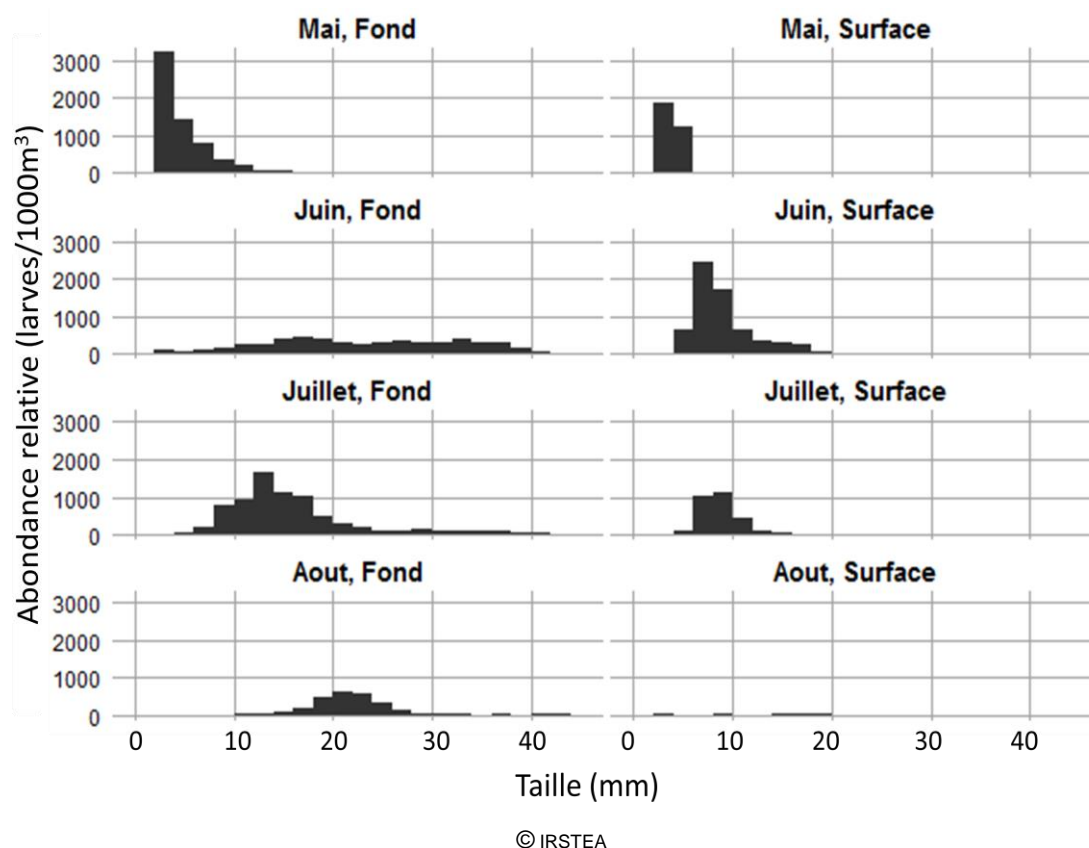 Mai, Fond
Mai, Surface
3000
2000
1000
0
Juin, Fond
Juin, Surface
3000
2000
1000
0
Juillet, Fond
Juillet, Surface
3000
2000
1000
0
Aout, Fond
Aout, Surface
3000
2000
1000
0
Abondance relative (larves/1000m³)
0 10 20 30 40
0 10 20 30 40
Taille (mm)
© IRSTEA